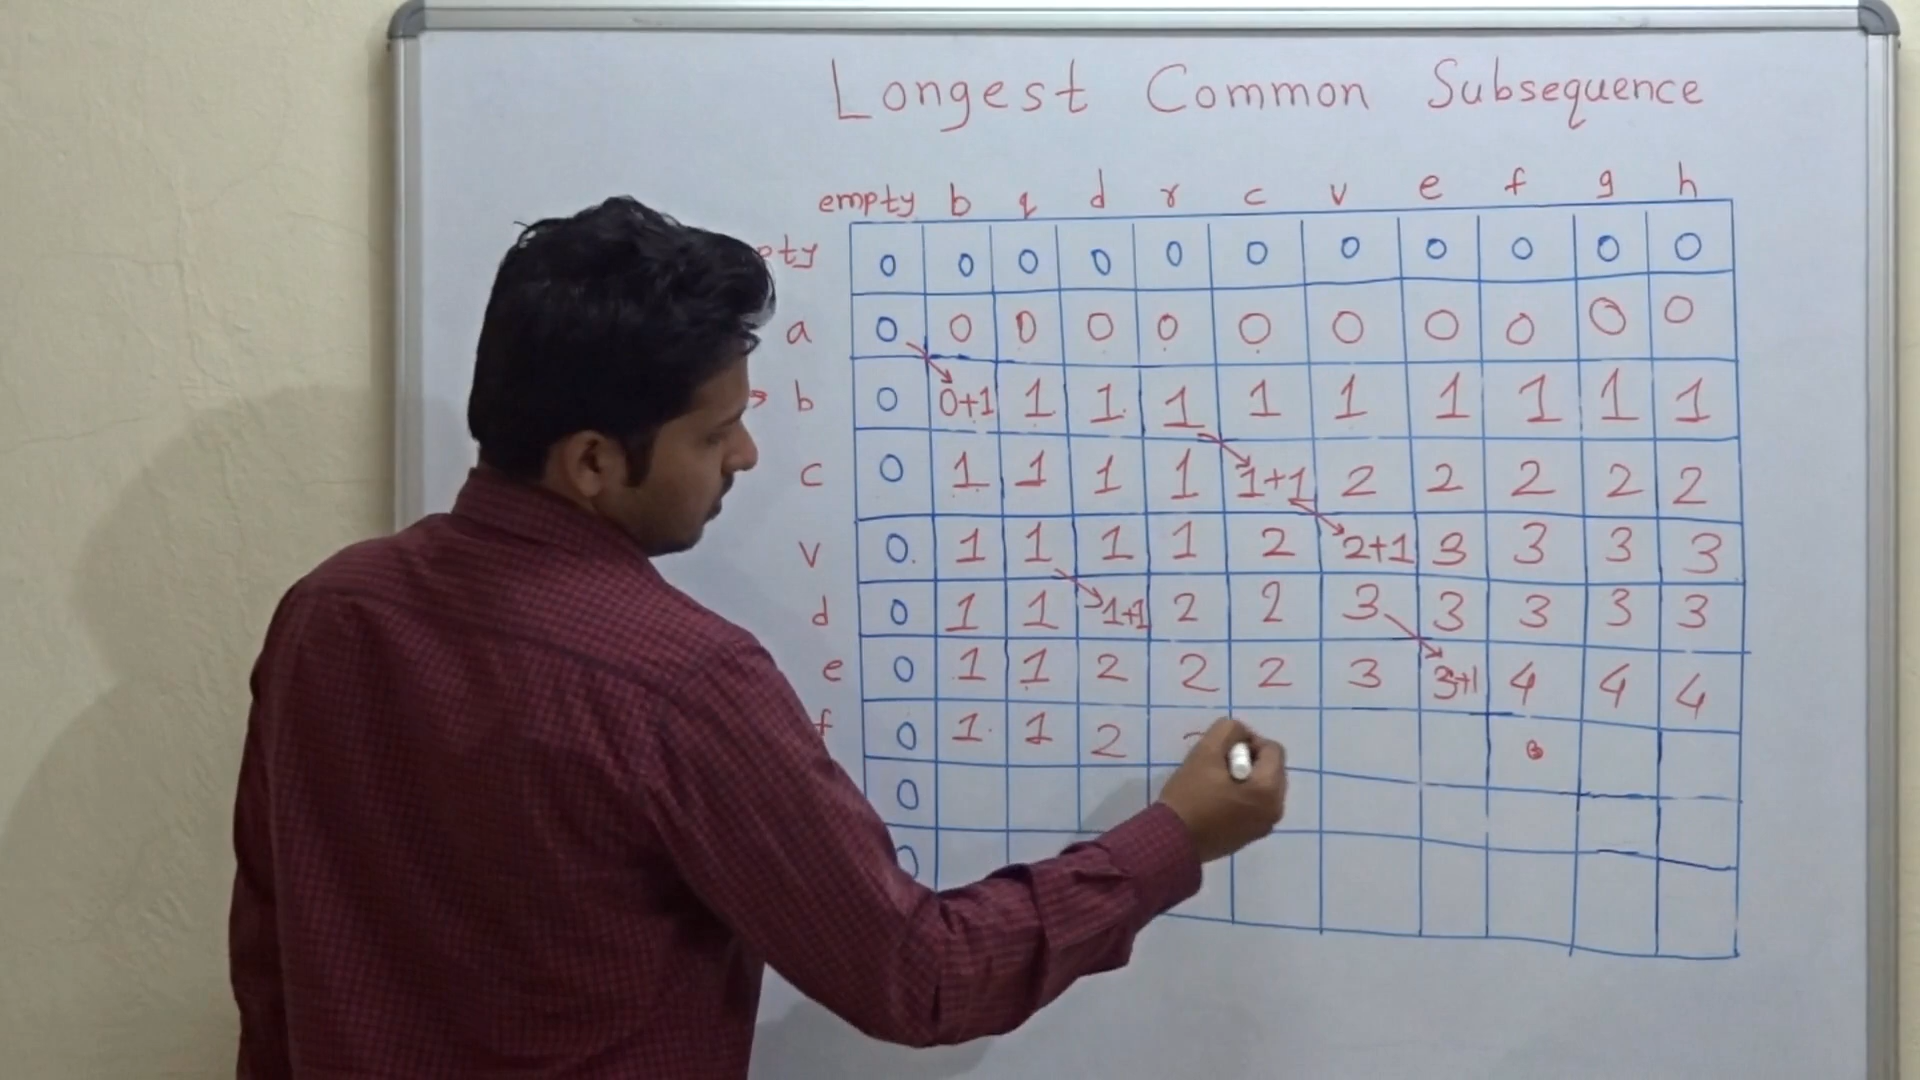 Longest Common Subsequence
empty b q d r c v e f g h
pty 0 0 0 0 0 0 0 0 0 0 0
a 0 0 0 0 0 0 0 0 0 0 0
b 0 0+1 1 1 1 1 1 1 1 1 1
c 0 1 1 1 1 1+1 2 2 2 2 2
v 0 1 1 1 1 2 2+1 3 3 3 3
d 0 1 1 1+1 2 2 3 3 3 3 3
e 0 1 1 2 2 2 3 3+1 4 4 4
f 0 1 1 2
0
0